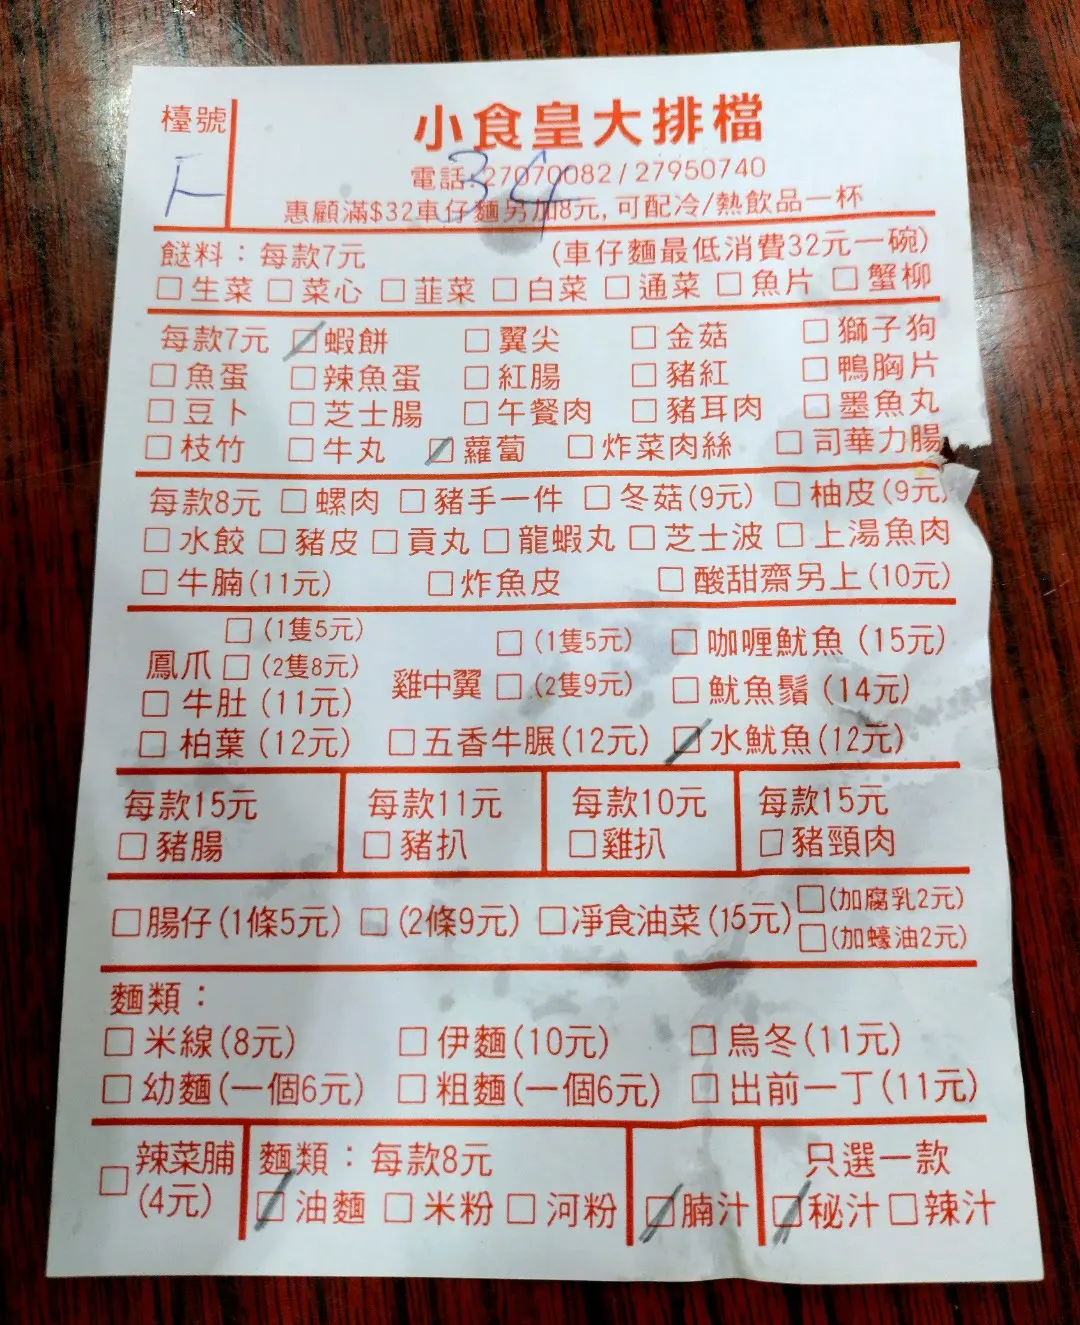 檯號
F
小食皇大排檔
34
電話:27070082/27950740
惠顧滿$32車仔麵另加8元,可配冷/熱飲品一杯
餸料：每款7元 (車仔麵最低消費32元一碗)
□生菜 □菜心 □韮菜 □白菜 □通菜 □魚片 □蟹柳
每款7元 □蝦餅 □翼尖 □金菇 □獅子狗
□魚蛋 □辣魚蛋 □紅腸 □豬紅 □鴨胸片
□豆卜 □芝士腸 □午餐肉 □豬耳肉 □墨魚丸
□枝竹 □牛丸 □蘿蔔 □炸菜肉絲 □司華力腸
每款8元 □螺肉 □豬手一件 □冬菇(9元) □柚皮(9元)
□水餃 □豬皮 □貢丸 □龍蝦丸 □芝士波 □上湯魚肉
□牛腩(11元) □炸魚皮 □酸甜齋另上(10元)
鳳爪 □(1隻5元)
□(2隻8元)
雞中翼 □(1隻5元)
□(2隻9元)
□咖喱魷魚(15元)
□牛肚(11元) □魷魚鬚(14元)
□柏葉(12元) □五香牛𦟌(12元) □水魷魚(12元)
每款15元
□豬腸
每款11元
□豬扒
每款10元
□雞扒
每款15元
□豬頸肉
□腸仔(1條5元) □(2條9元) □淨食油菜(15元) □(加腐乳2元)
□(加蠔油2元)
麵類：
□米線(8元) □伊麵(10元) □烏冬(11元)
□幼麵(一個6元) □粗麵(一個6元) □出前一丁(11元)
□辣菜脯
(4元)
麵類：每款8元
□油麵 □米粉 □河粉
□腩汁
只選一款
□秘汁 □辣汁